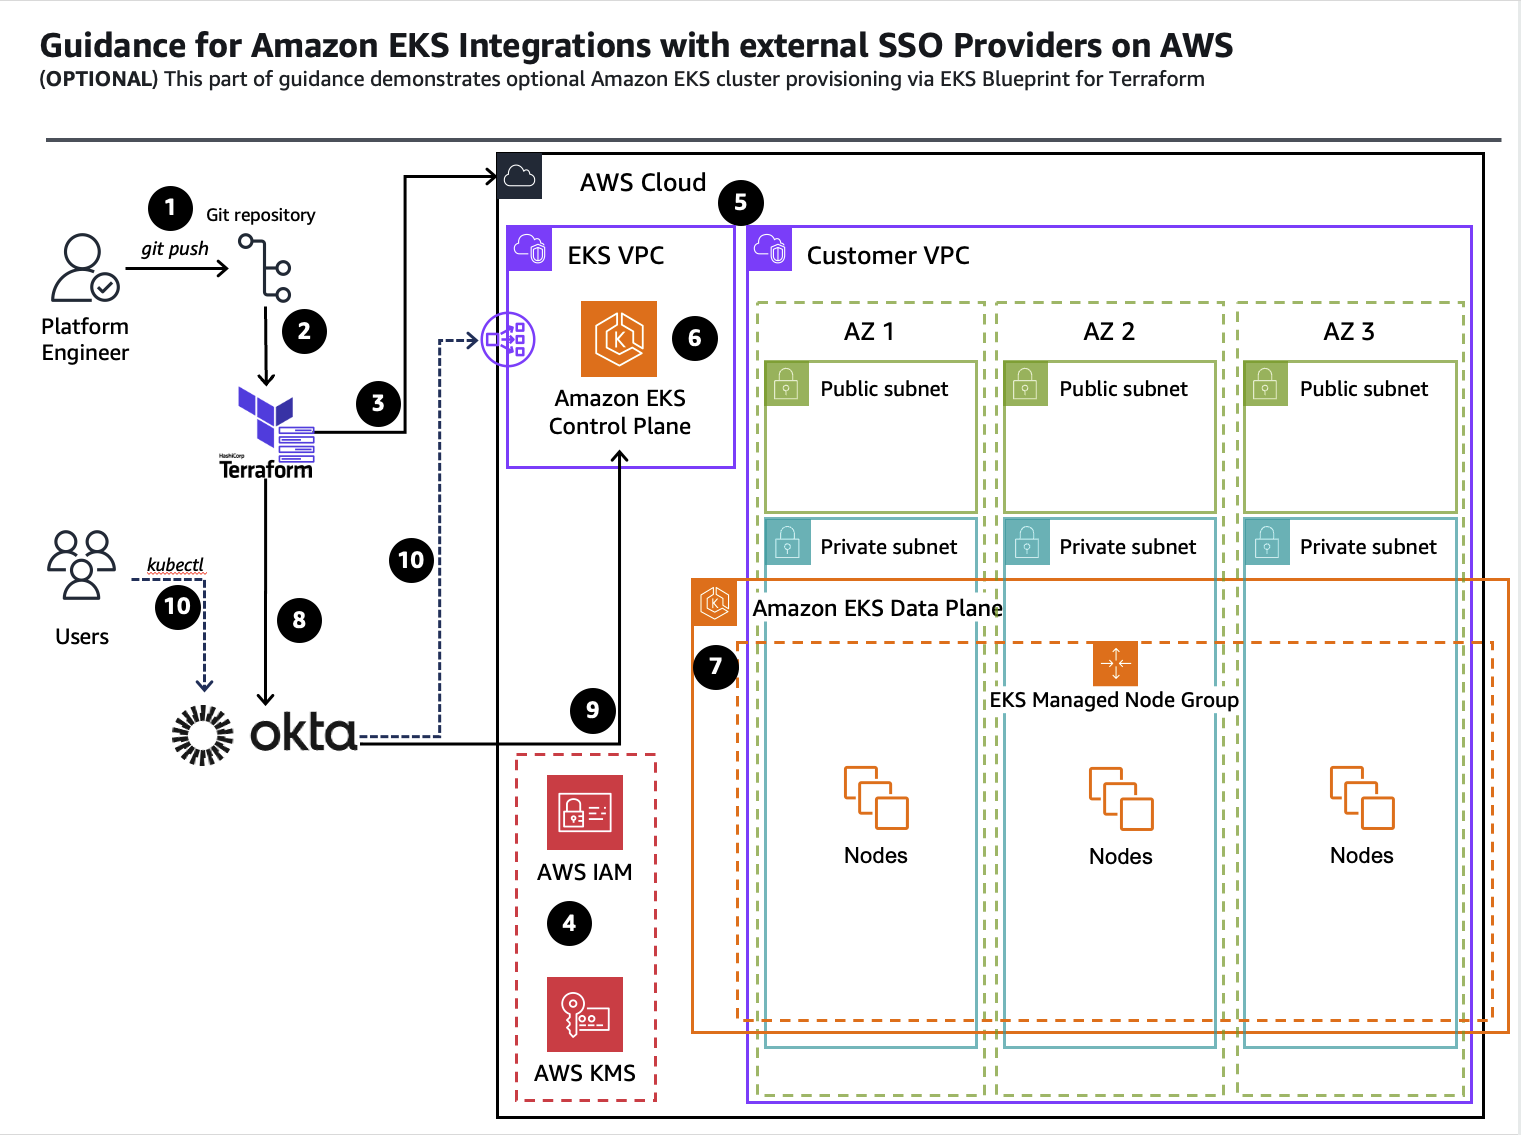 Guidance for Amazon EKS Integrations with external SSO Providers on AWS
(OPTIONAL) This part of guidance demonstrates optional Amazon EKS cluster provisioning via EKS Blueprint for Terraform
AWS Cloud
1
Git repository
5
git push
EKS VPC
Customer VPC
Platform
Engineer
2
6
AZ 1
AZ 2
AZ 3
Amazon EKS
Control Plane
Public subnet
Public subnet
Public subnet
3
HashiCorp
Terraform
Private subnet
Private subnet
Private subnet
kubectl
10
10
Users
8
Amazon EKS Data Plane
7
EKS Managed Node Group
9
okta
AWS IAM
Nodes
Nodes
Nodes
4
AWS KMS